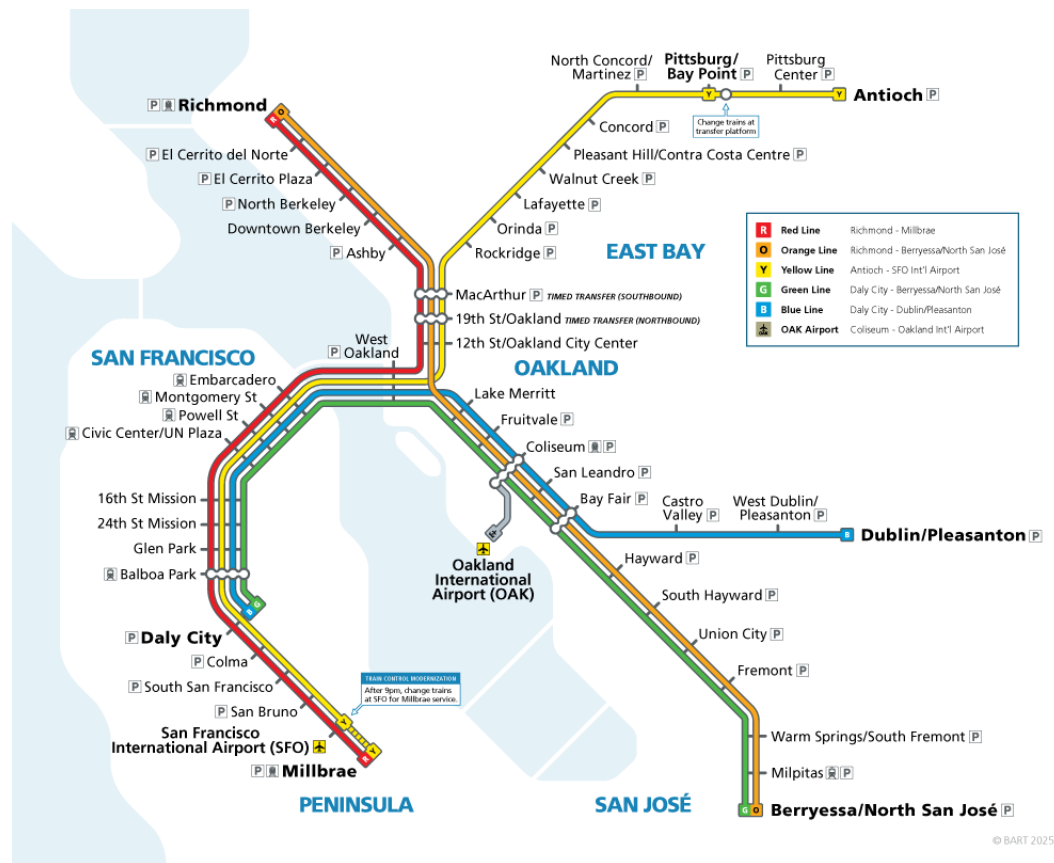 Richmond
El Cerrito del Norte
El Cerrito Plaza
North Berkeley
Downtown Berkeley
Ashby
North Concord/
Martinez P
Pittsburg/
Bay Point P
Pittsburg
Center P
Antioch P
Change trains at
transfer platform
Concord P
Pleasant Hill/Contra Costa Centre P
Walnut Creek P
Lafayette P
Orinda P
Rockridge P
EAST BAY
R Red Line Richmond - Millbrae
O Orange Line Richmond - Berryessa/North San José
Y Yellow Line Antioch - SFO Int'l Airport
G Green Line Daly City - Berryessa/North San José
B Blue Line Daly City - Dublin/Pleasanton
OAK Airport Coliseum - Oakland Int'l Airport
MacArthur P TIMED TRANSFER (SOUTHBOUND)
19th St/Oakland TIMED TRANSFER (NORTHBOUND)
12th St/Oakland City Center
West
P Oakland
SAN FRANCISCO
OAKLAND
Embarcadero
Montgomery St
Powell St
Civic Center/UN Plaza
16th St Mission
24th St Mission
Glen Park
Balboa Park
P Daly City
P Colma
P South San Francisco
P San Bruno
San Francisco
International Airport (SFO)
P Millbrae
TRAIN CONTROL MODERNIZATION
After 9pm, change trains
at SFO for Millbrae service.
PENINSULA
Lake Merritt
Fruitvale P
Coliseum P
San Leandro P
Bay Fair P
Castro
Valley P
West Dublin/
Pleasanton P
Dublin/Pleasanton P
Oakland
International
Airport (OAK)
Hayward P
South Hayward P
Union City P
Fremont P
Warm Springs/South Fremont P
Milpitas P
Berryessa/North San José P
SAN JOSÉ
© BART 2025